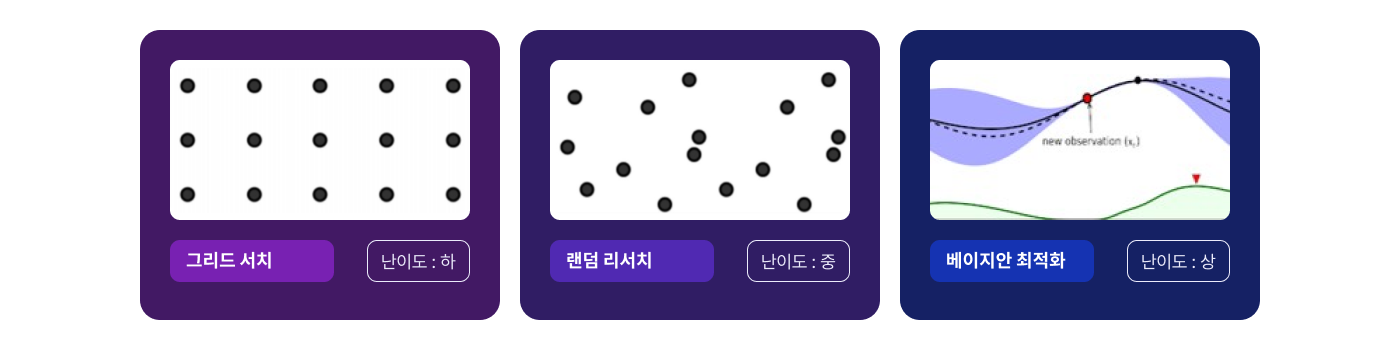 그리드 서치
난이도 : 하
랜덤 리서치
난이도 : 중
new observation (xₜ)
베이지안 최적화
난이도 : 상